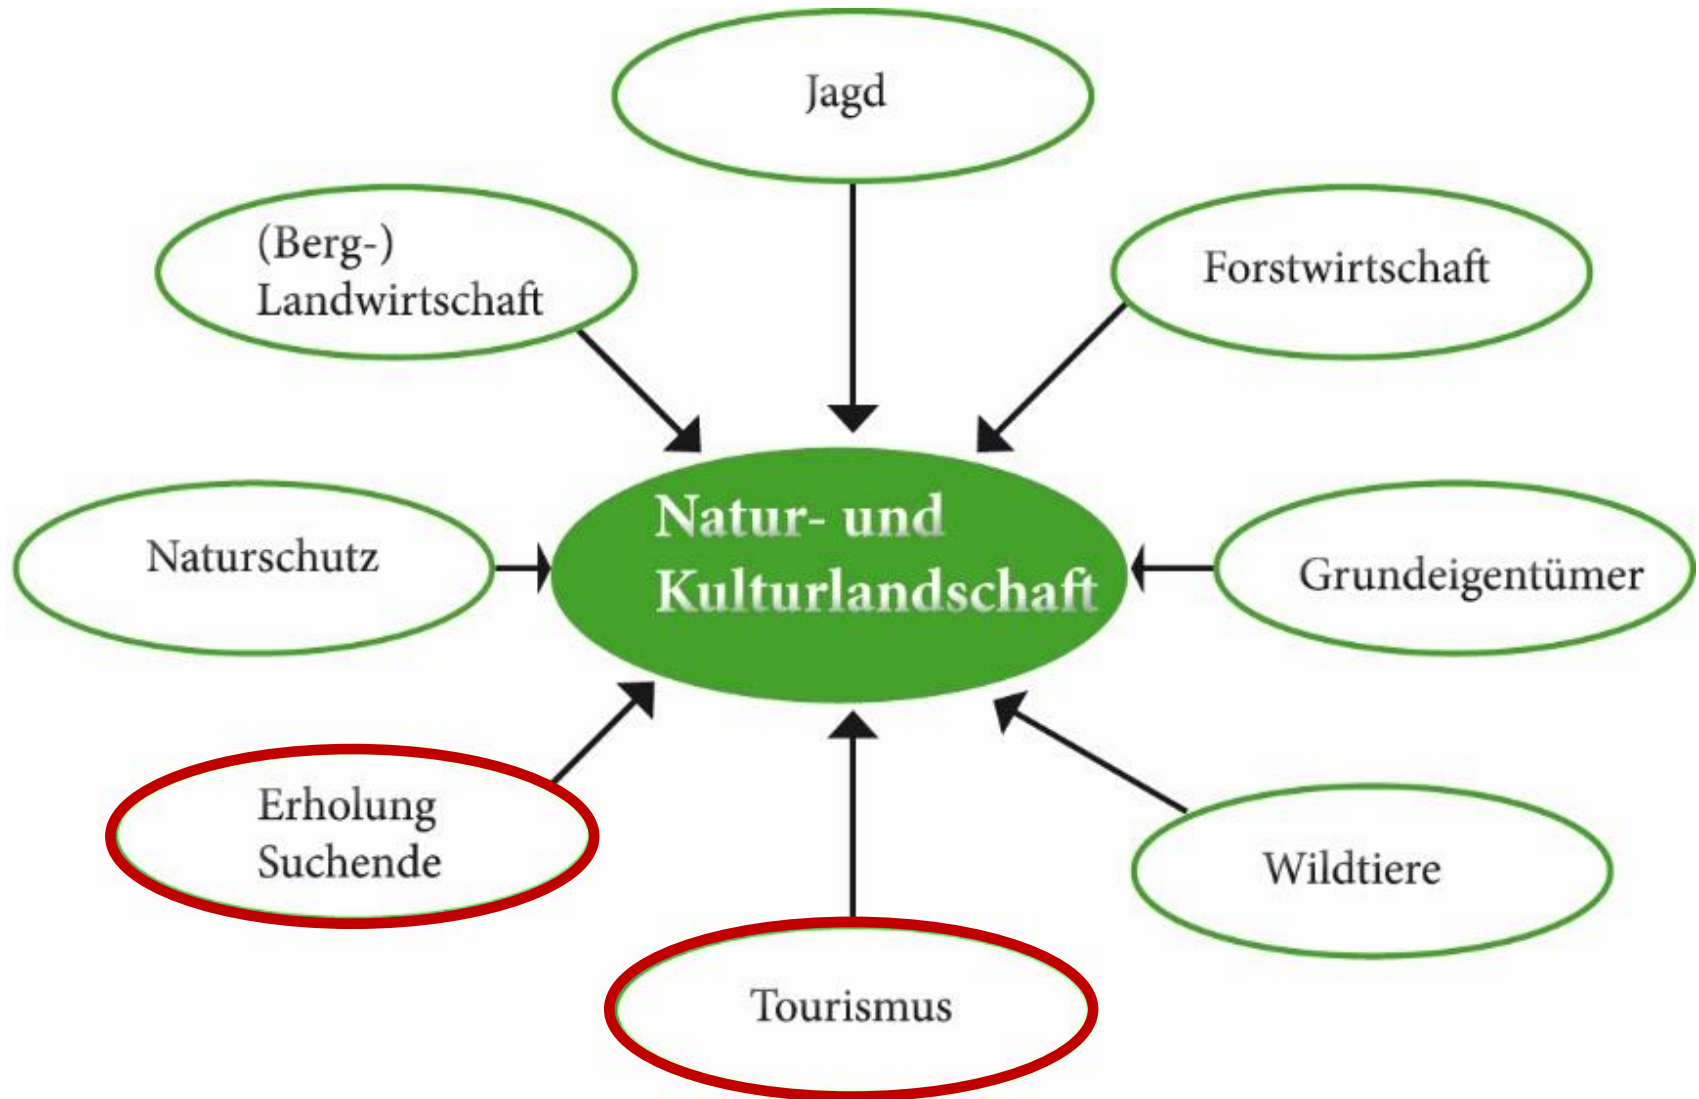 Jagd
(Berg-)
Landwirtschaft
Forstwirtschaft
Natur- und
Kulturlandschaft
Naturschutz
Grundeigentümer
Erholung
Suchende
Wildtiere
Tourismus